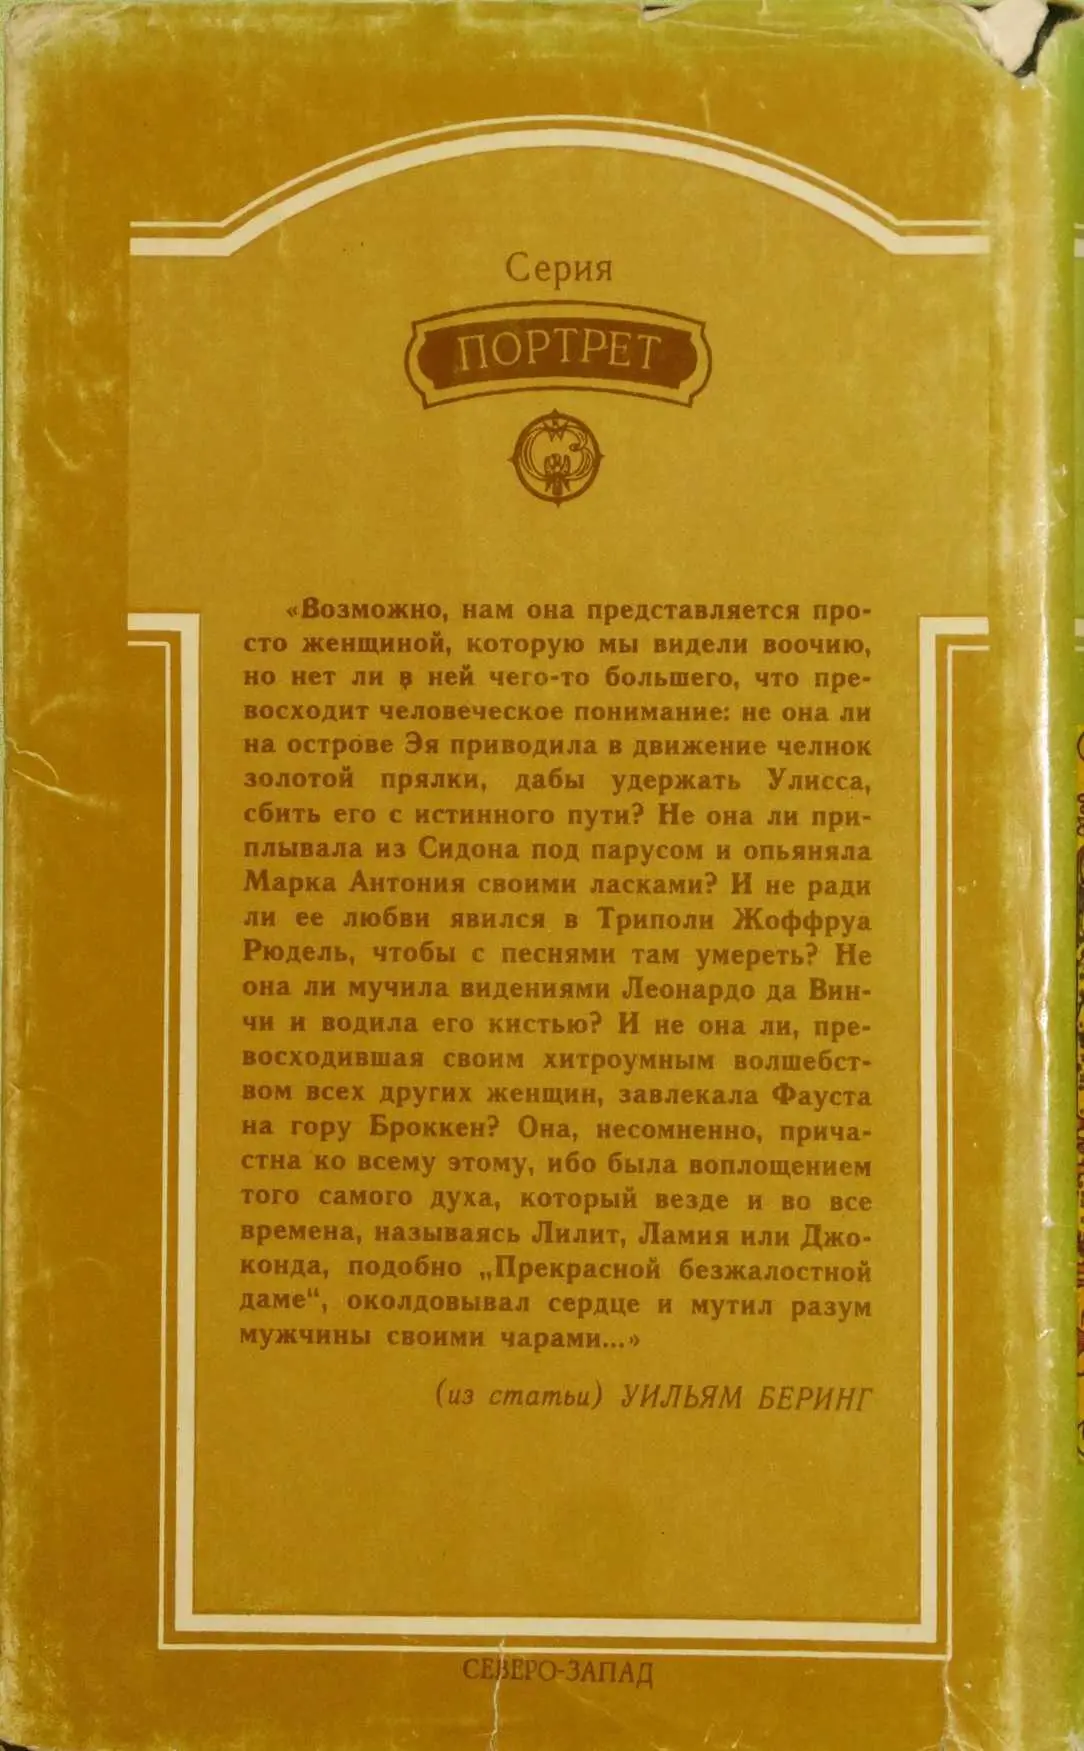 Серия
ПОРТРЕТ
СЗ
«Возможно, нам она представляется про-
сто женщиной, которую мы видели воочию,
но нет ли в ней чего-то большего, что пре-
восходит человеческое понимание: не она ли
на острове Эя приводила в движение челнок
золотой прялки, дабы удержать Улисса,
сбить его с истинного пути? Не она ли при-
плывала из Сидона под парусом и опьяняла
Марка Антония своими ласками? И не ради
ли ее любви явился в Триполи Жоффруа
Рюдель, чтобы с песнями там умереть? Не
она ли мучила видениями Леонардо да Вин-
чи и водила его кистью? И не она ли, пре-
восходившая своим хитроумным волшебст-
вом всех других женщин, завлекала Фауста
на гору Броккен? Она, несомненно, прича-
стна ко всему этому, ибо была воплощением
того самого духа, который везде и во все
времена, называясь Лилит, Ламия или Джо-
конда, подобно „Прекрасной безжалостной
даме“, околдовывал сердце и мутил разум
мужчины своими чарами...»
(из статьи) УИЛЬЯМ БЕРИНГ
СЕВЕРО-ЗАПАД